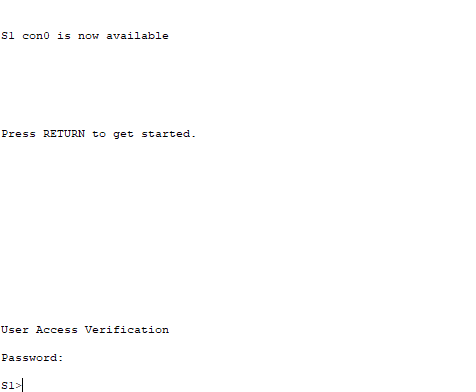 S1 con0 is now available
Press RETURN to get started.
User Access Verification
Password:
S1>